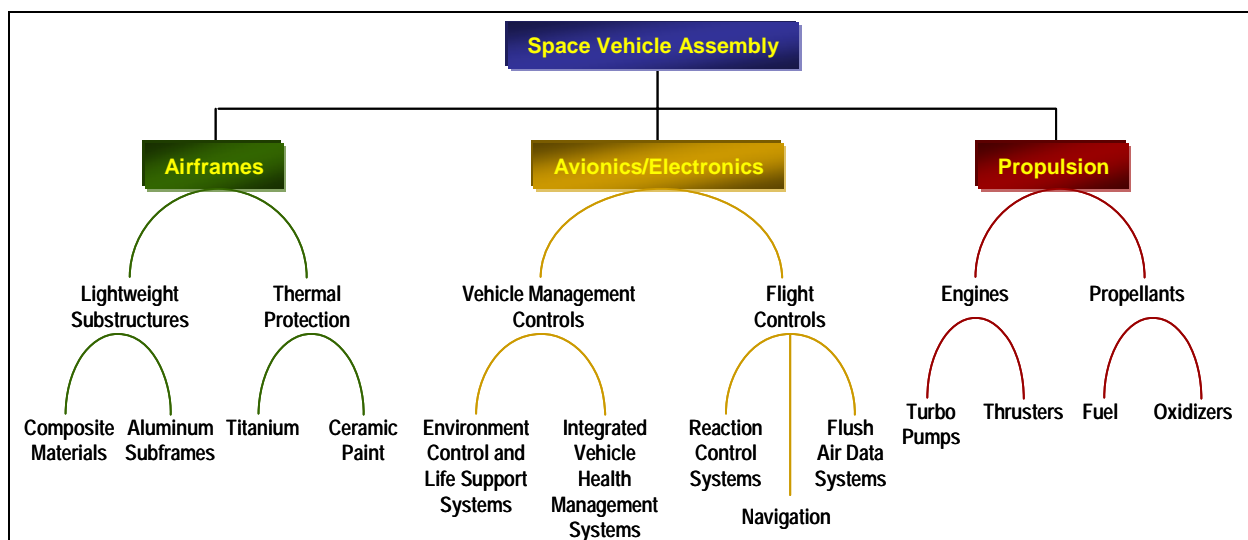 Space Vehicle Assembly
Airframes
Avionics/Electronics
Propulsion
Lightweight
Substructures
Thermal
Protection
Vehicle Management
Controls
Flight
Controls
Engines
Propellants
Composite
Materials
Aluminum
Subframes
Titanium
Ceramic
Paint
Environment
Control and
Life Support
Systems
Integrated
Vehicle
Health
Management
Systems
Reaction
Control
Systems
Navigation
Flush
Air Data
Systems
Turbo
Pumps
Thrusters
Fuel
Oxidizers